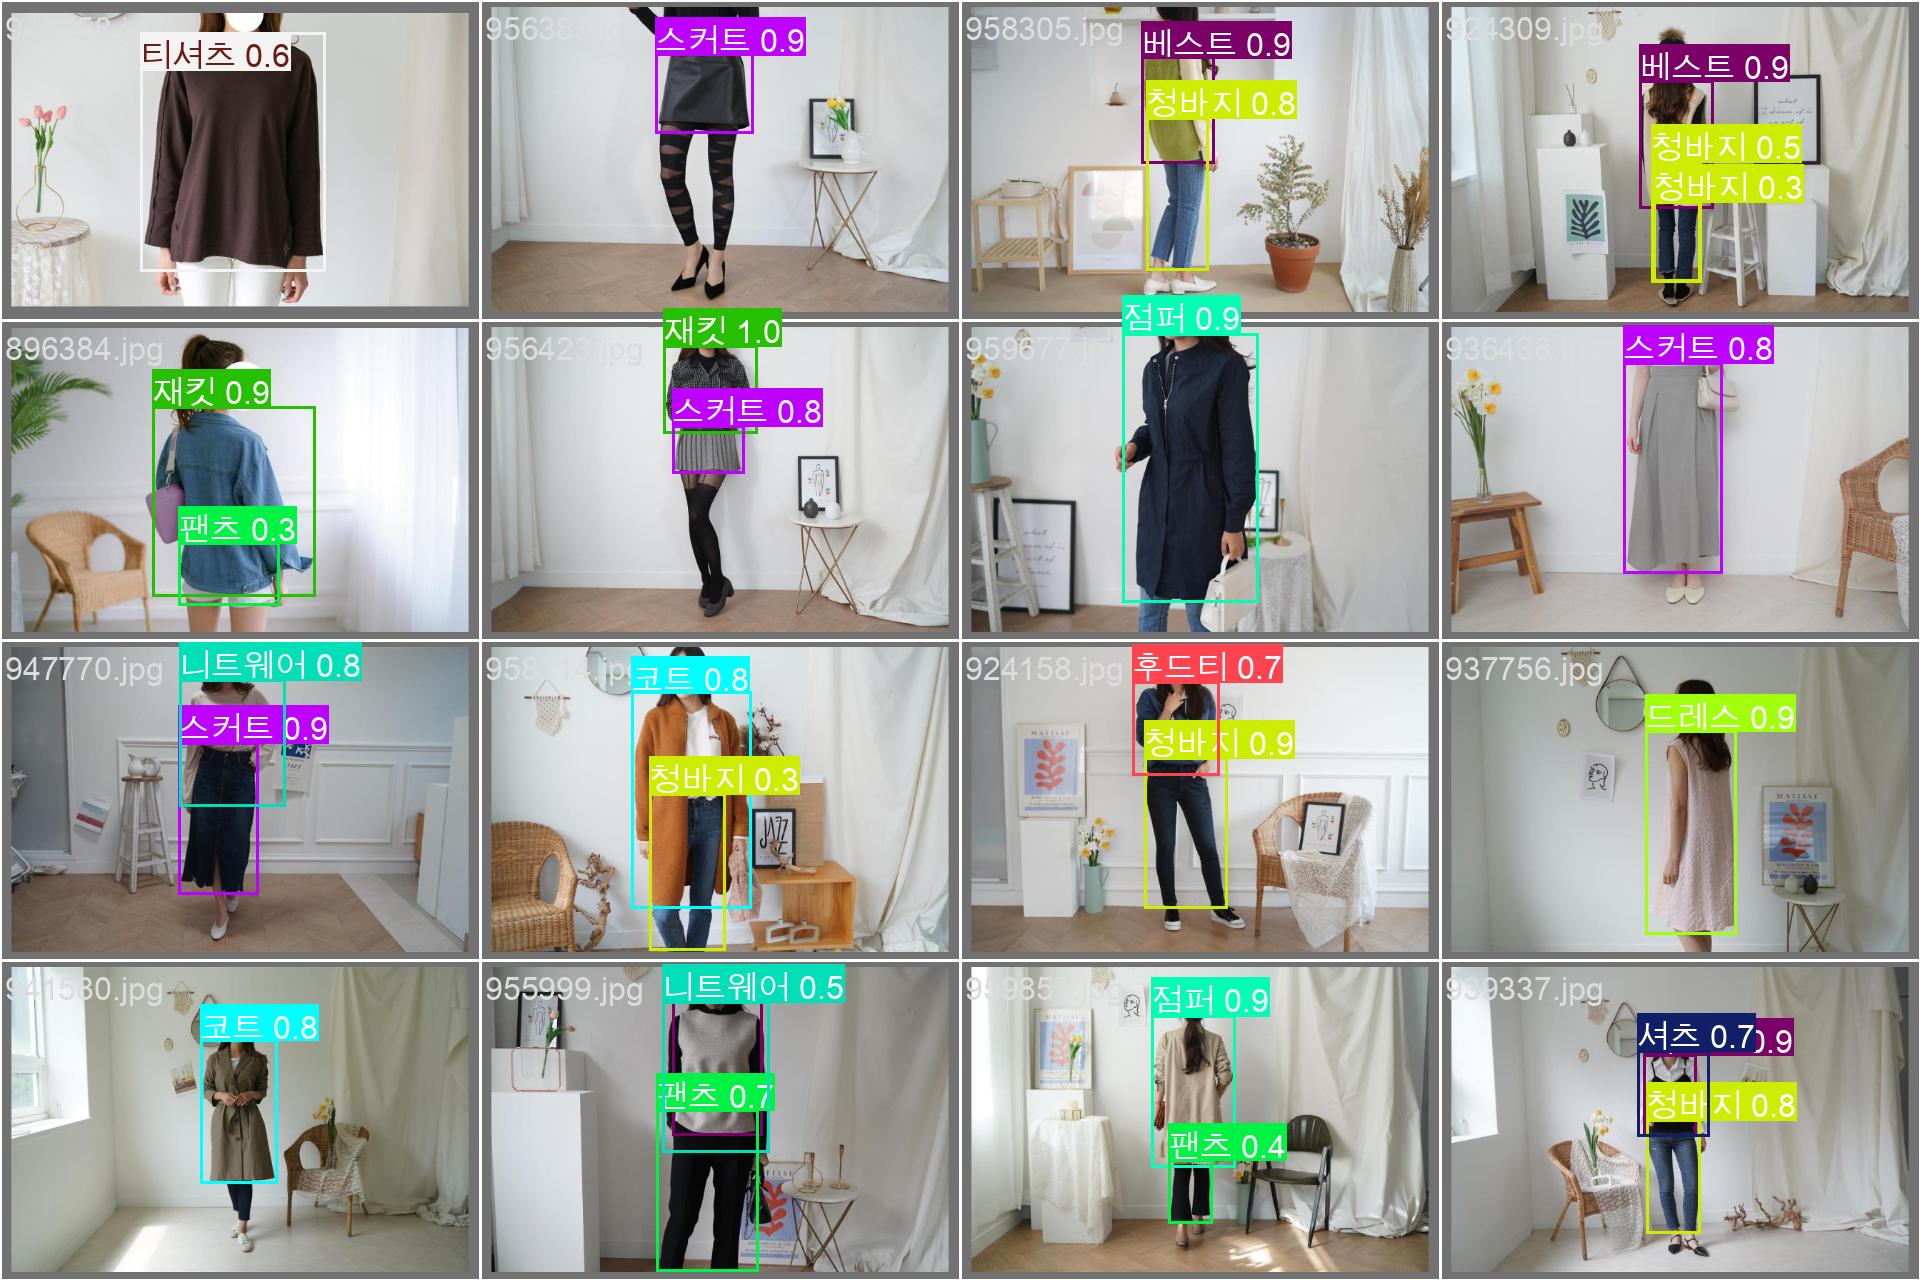 티셔츠 0.6
스커트 0.9
958305.jpg
베스트 0.9
청바지 0.8
924309.jpg
베스트 0.9
청바지 0.5
청바지 0.3
896384.jpg
재킷 0.9
팬츠 0.3
재킷 1.0
스커트 0.8
점퍼 0.9
스커트 0.8
947770.jpg
니트웨어 0.8
스커트 0.9
코트 0.8
청바지 0.3
924158.jpg
후드티 0.7
청바지 0.9
MATISSE
937756.jpg
드레스 0.9
MATISSE
코트 0.8
JAZZ
955999.jpg
니트웨어 0.5
팬츠 0.7
점퍼 0.9
팬츠 0.4
939337.jpg
셔츠 0.7
0.9
청바지 0.8